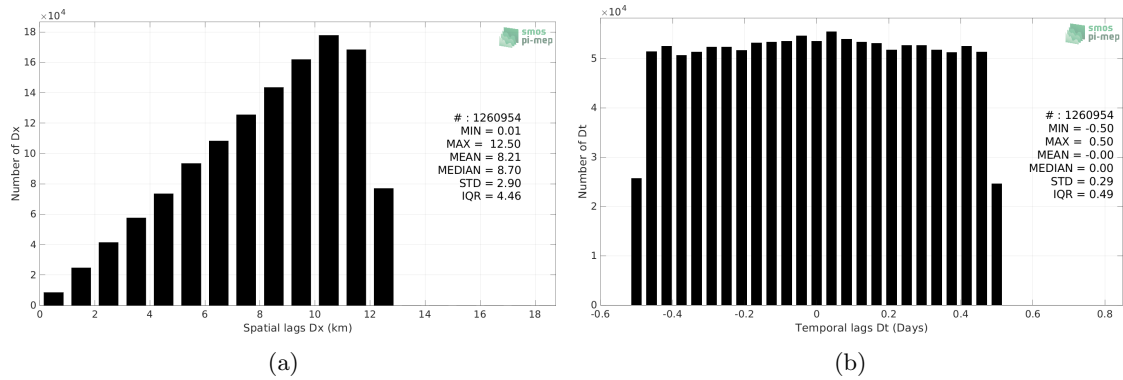 ×10⁴
18
16
14
12
10
8
6
4
2
0
Number of Dx
0 2 4 6 8 10 12 14 16 18
Spatial lags Dx (km)
smos
pi-mep
# : 1260954
MIN = 0.01
MAX = 12.50
MEAN = 8.21
MEDIAN = 8.70
STD = 2.90
IQR = 4.46
(a)
×10⁴
5
4
3
2
1
0
Number of Dt
-0.6 -0.4 -0.2 0 0.2 0.4 0.6 0.8
Temporal lags Dt (Days)
smos
pi-mep
# : 1260954
MIN = -0.50
MAX = 0.50
MEAN = -0.00
MEDIAN = 0.00
STD = 0.29
IQR = 0.49
(b)